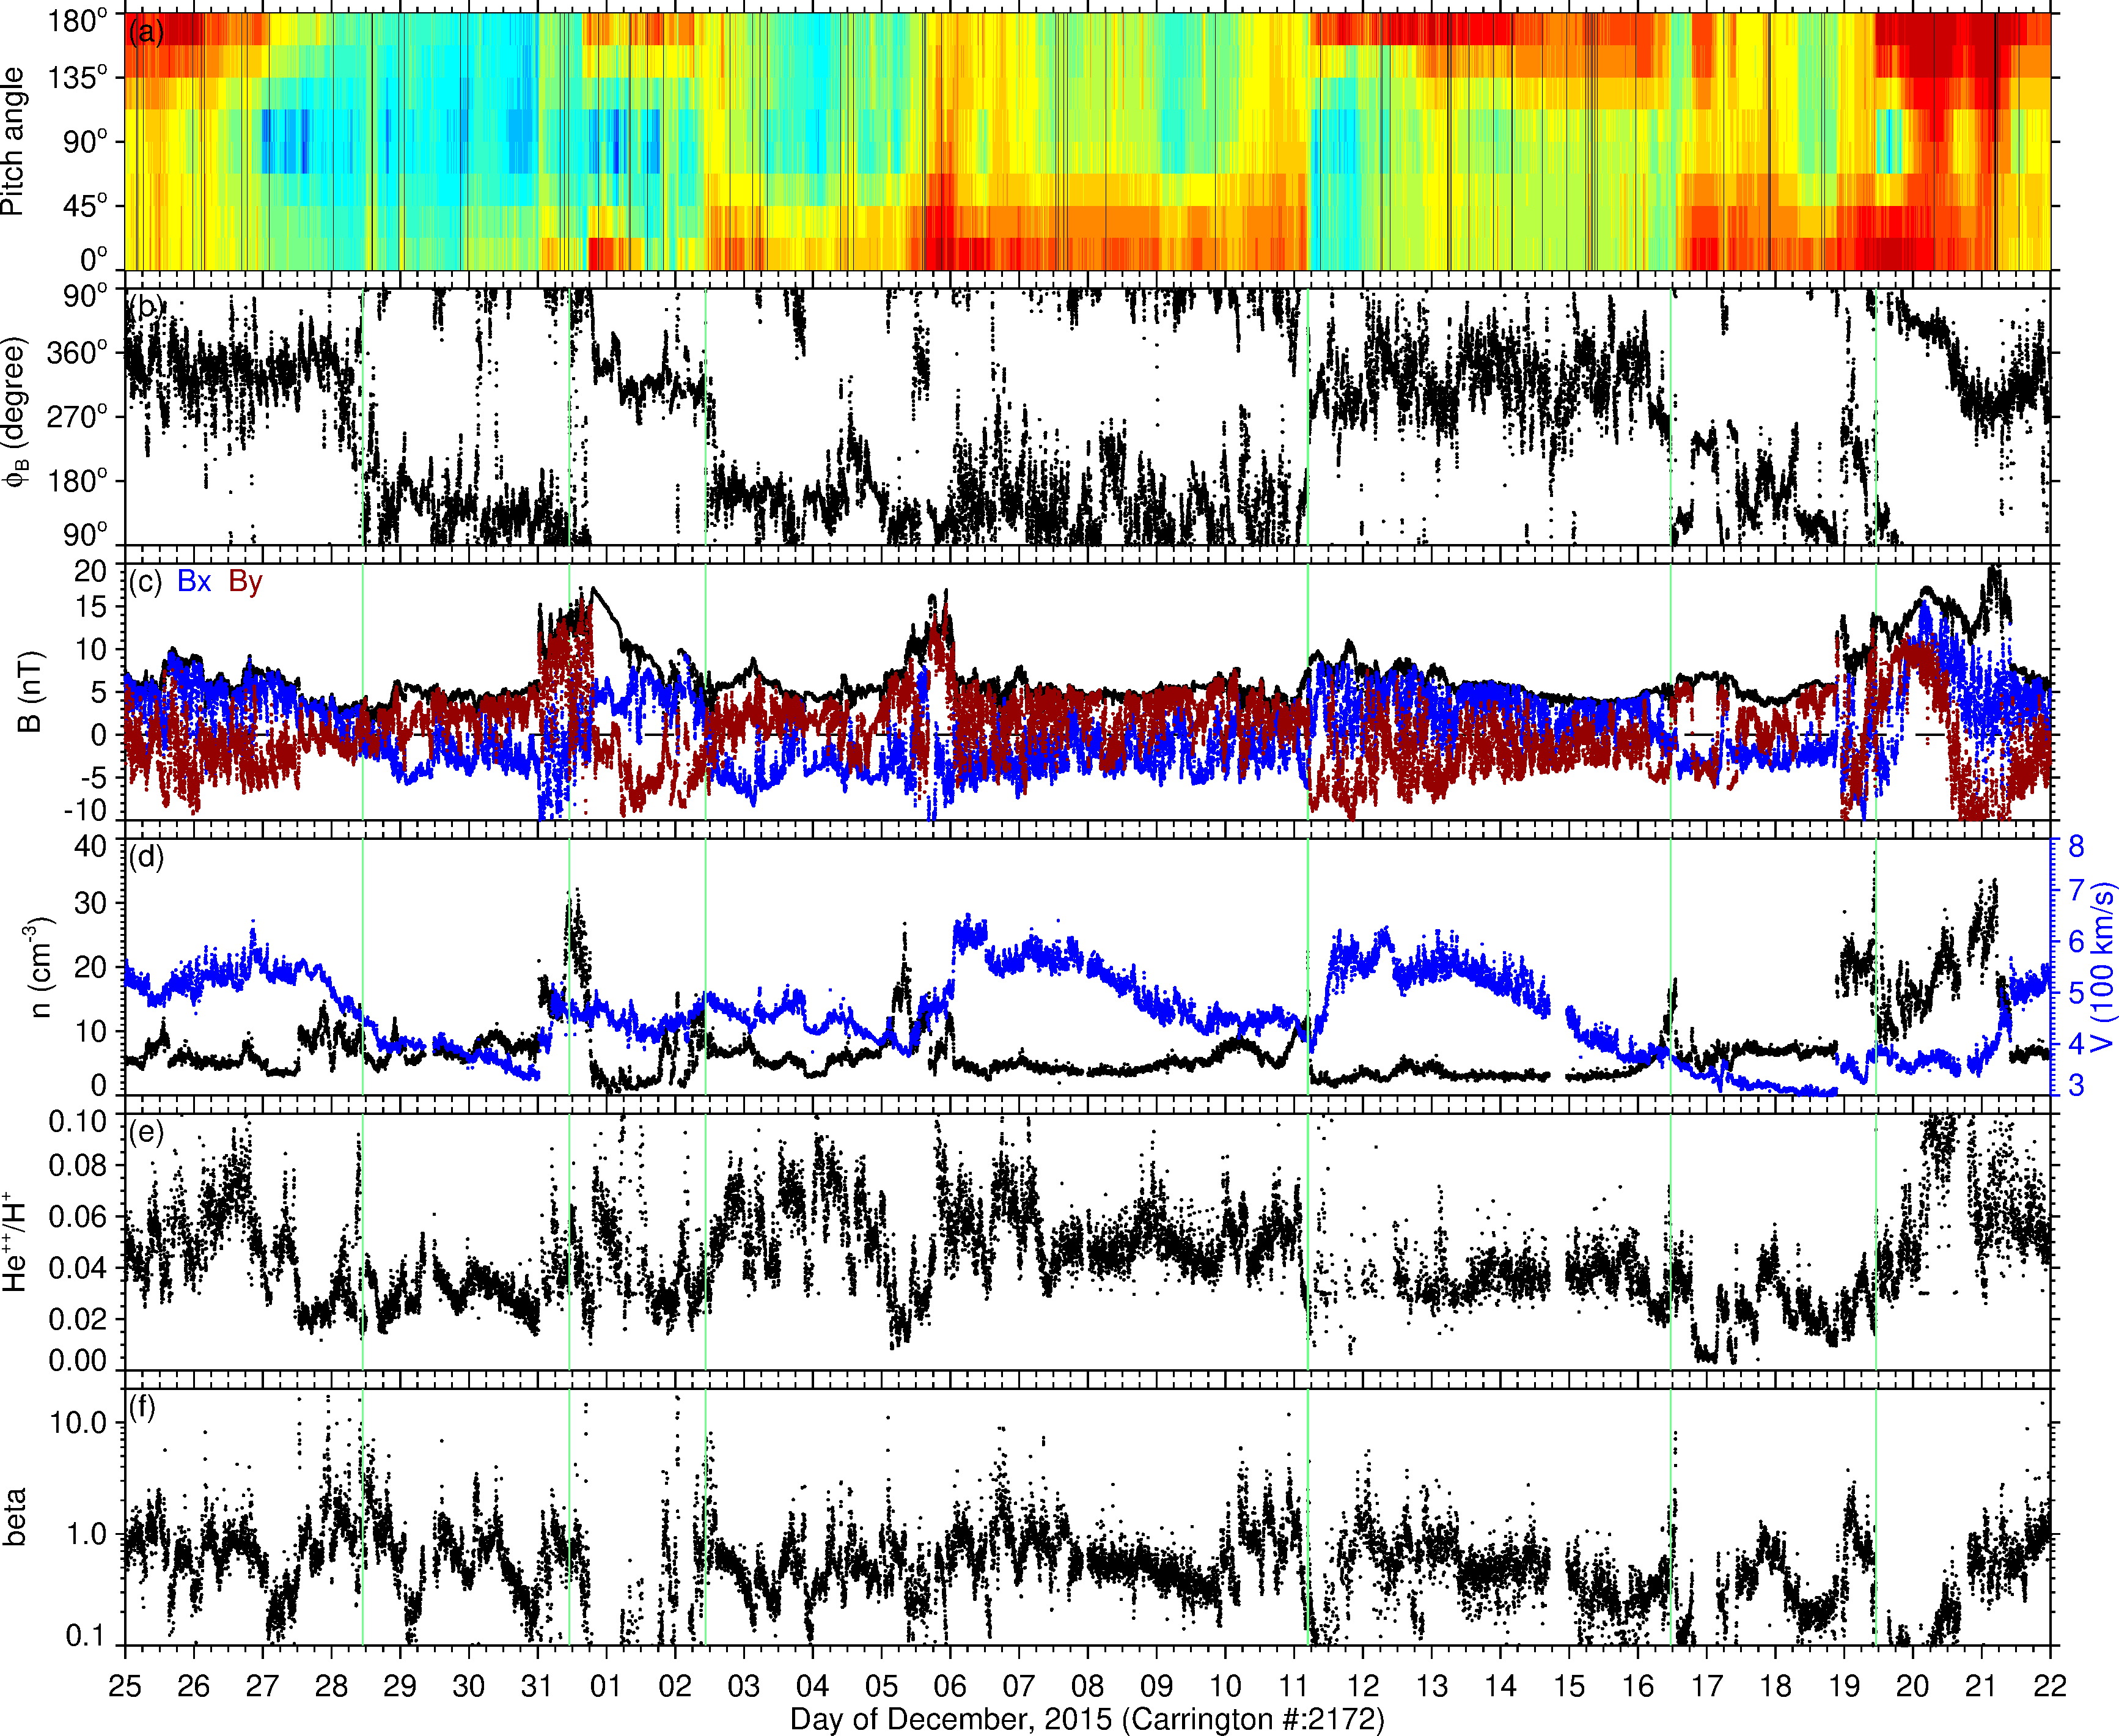 (a)
Pitch angle
180°
135°
90°
45°
0°
(b)
ϕB (degree)
90°
360°
270°
180°
90°
(c) Bx By
B (nT)
20
15
10
5
0
-5
-10
(d)
n (cm-3)
40
30
20
10
0
V (100 km/s)
8
7
6
5
4
3
(e)
He++/H+
0.10
0.08
0.06
0.04
0.02
0.00
(f)
beta
10.0
1.0
0.1
25 26 27 28 29 30 31 01 02 03 04 05 06 07 08 09 10 11 12 13 14 15 16 17 18 19 20 21 22
Day of December, 2015 (Carrington #:2172)